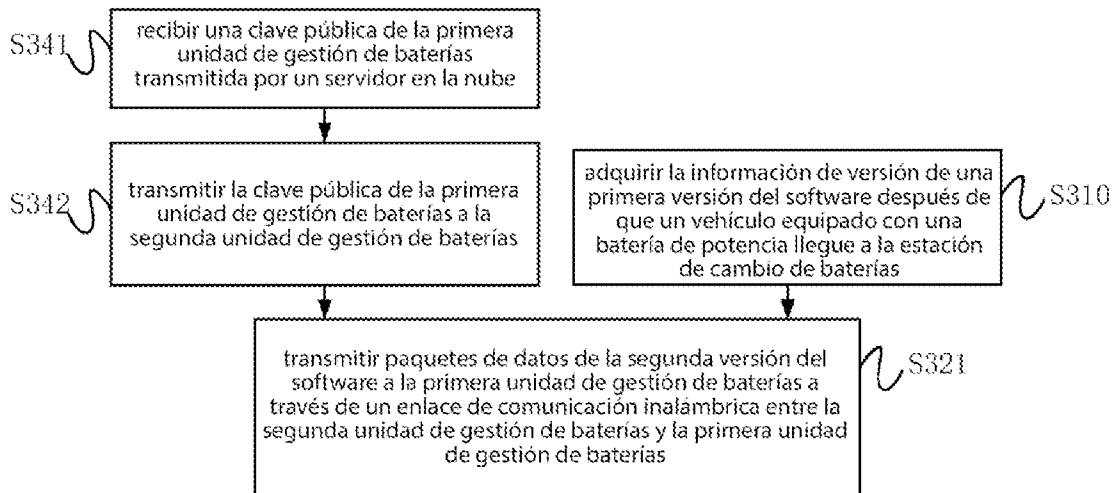 S341
recibir una clave pública de la primera
unidad de gestión de baterías
transmitida por un servidor en la nube
S342
transmitir la clave pública de la primera
unidad de gestión de baterías a la
segunda unidad de gestión de baterías
adquirir la información de versión de una
primera versión del software después de
que un vehículo equipado con una
batería de potencia llegue a la estación
de cambio de baterías
S310
transmitir paquetes de datos de la segunda versión del
software a la primera unidad de gestión de baterías a
través de un enlace de comunicación inalámbrica entre la
segunda unidad de gestión de baterías y la primera unidad
de gestión de baterías
S321